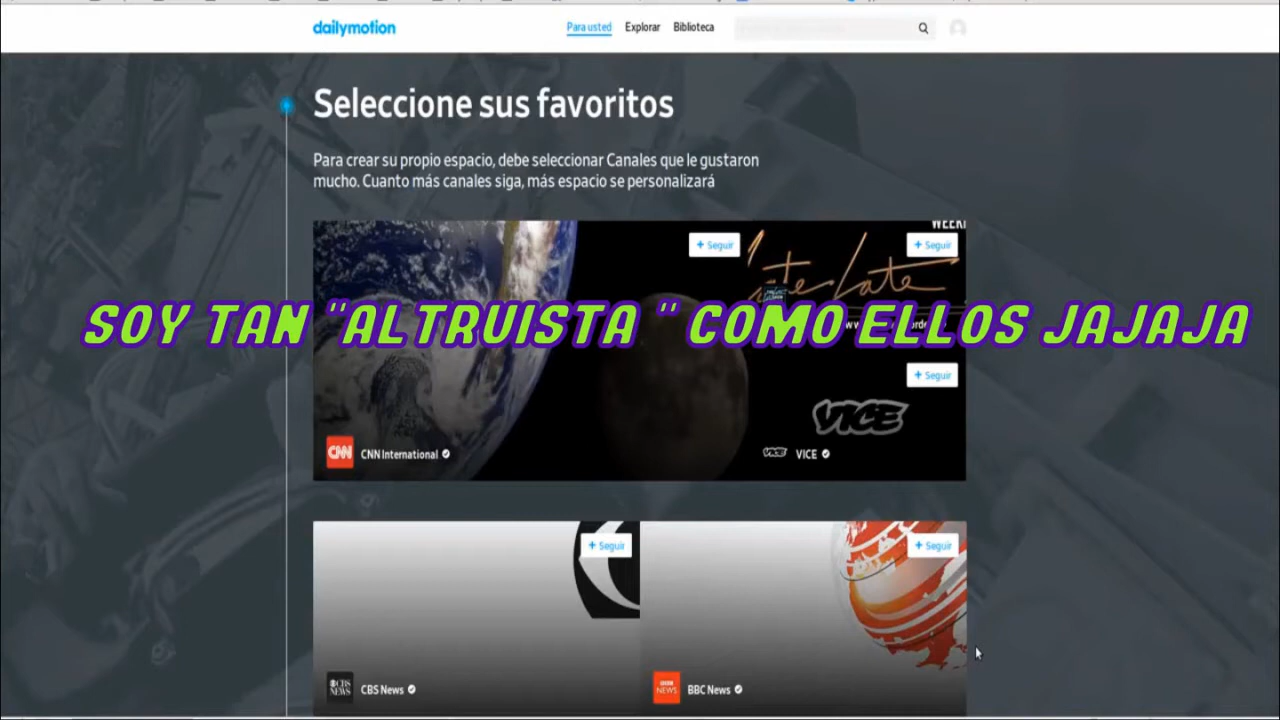 dailymotion
Para usted Explorar Biblioteca
Seleccione sus favoritos
Para crear su propio espacio, debe seleccionar Canales que le gustaron
mucho. Cuanto más canales siga, más espacio se personalizará
+ Seguir
+ Seguir
SOY TAN "ALTRUISTA " COMO ELLOS JAJAJA
+ Seguir
VICE
CNN CNN International
VICE VICE
+ Seguir
+ Seguir
CBS NEWS CBS News
BBC NEWS BBC News